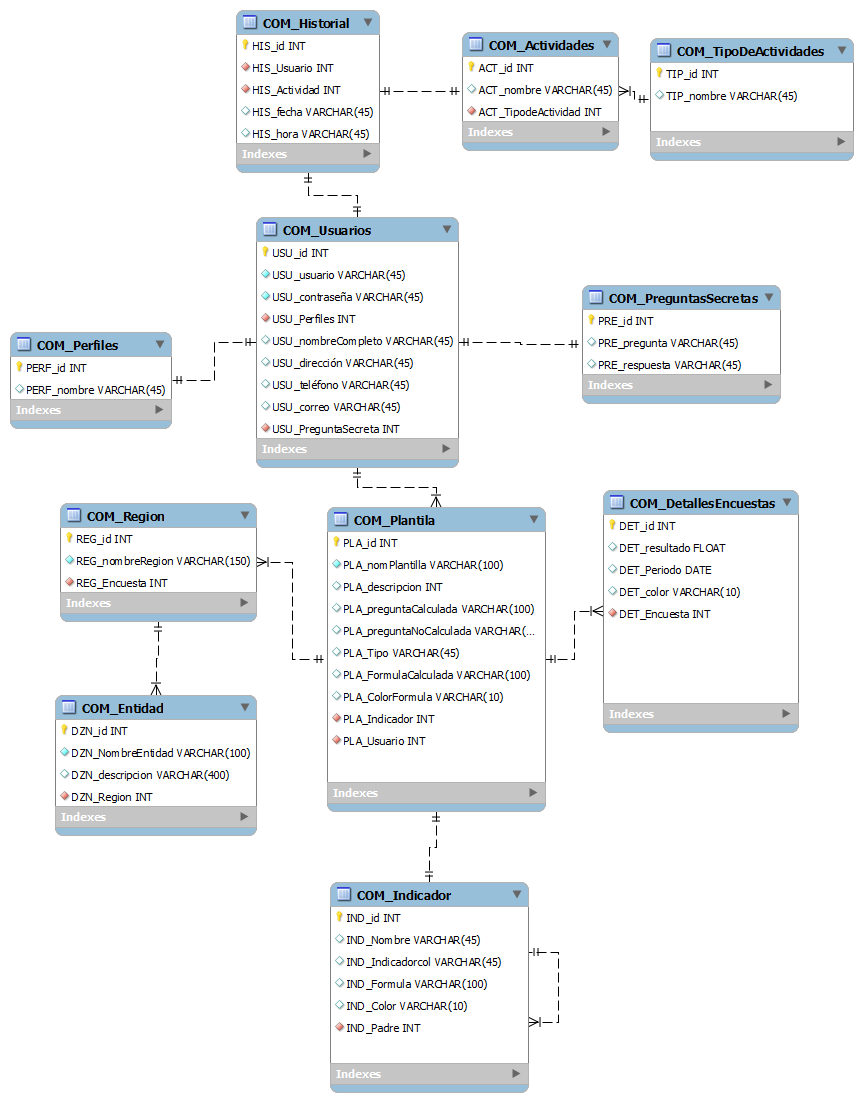 COM_Historial
HIS_id INT
HIS_Usuario INT
HIS_Actividad INT
HIS_fecha VARCHAR(45)
HIS_hora VARCHAR(45)
Indexes
COM_Actividades
ACT_id INT
ACT_nombre VARCHAR(45)
ACT_TipodeActividad INT
Indexes
COM_TipoDeActividades
TIP_id INT
TIP_nombre VARCHAR(45)
Indexes
COM_Usuarios
USU_id INT
USU_usuario VARCHAR(45)
USU_contraseña VARCHAR(45)
USU_Perfiles INT
USU_nombreCompleto VARCHAR(45)
USU_dirección VARCHAR(45)
USU_teléfono VARCHAR(45)
USU_correo VARCHAR(45)
USU_PreguntaSecreta INT
Indexes
COM_PreguntasSecretas
PRE_id INT
PRE_pregunta VARCHAR(45)
PRE_respuesta VARCHAR(45)
Indexes
COM_Perfiles
PERF_id INT
PERF_nombre VARCHAR(45)
Indexes
COM_Region
REG_id INT
REG_nombreRegion VARCHAR(150)
REG_Encuesta INT
Indexes
COM_Plantila
PLA_id INT
PLA_nomPlantilla VARCHAR(100)
PLA_descripcion INT
PLA_preguntaCalculada VARCHAR(100)
PLA_preguntaNoCalculada VARCHAR(...
PLA_Tipo VARCHAR(45)
PLA_FormulaCalculada VARCHAR(100)
PLA_ColorFormula VARCHAR(10)
PLA_Indicador INT
PLA_Usuario INT
Indexes
COM_DetallesEncuestas
DET_id INT
DET_resultado FLOAT
DET_Periodo DATE
DET_color VARCHAR(10)
DET_Encuesta INT
Indexes
COM_Entidad
DZN_id INT
DZN_NombreEntidad VARCHAR(100)
DZN_descripcion VARCHAR(400)
DZN_Region INT
Indexes
COM_Indicador
IND_id INT
IND_Nombre VARCHAR(45)
IND_Indicadorcol VARCHAR(45)
IND_Formula VARCHAR(100)
IND_Color VARCHAR(10)
IND_Padre INT
Indexes